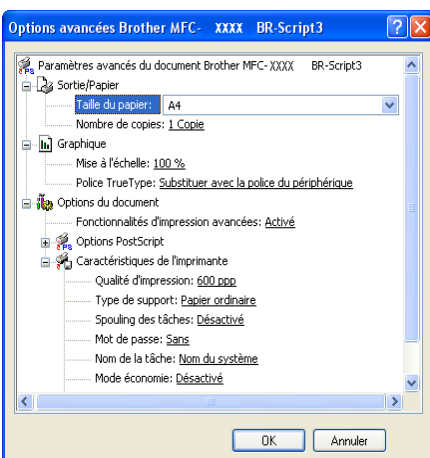 Options avancées Brother MFC- XXXX BR-Script3
Paramètres avancés du document Brother MFC-XXXX BR-Script3
Sortie/Papier
Taille du papier: A4
Nombre de copies: 1 Copie
Graphique
Mise à l'échelle: 100 %
Police TrueType: Substituer avec la police du périphérique
Options du document
Fonctionnalités d'impression avancées: Activé
Options PostScript
Caractéristiques de l'imprimante
Qualité d'impression: 600 ppp
Type de support: Papier ordinaire
Spouling des tâches: Désactivé
Mot de passe: Sans
Nom de la tâche: Nom du système
Mode économie: Désactivé
OK Annuler